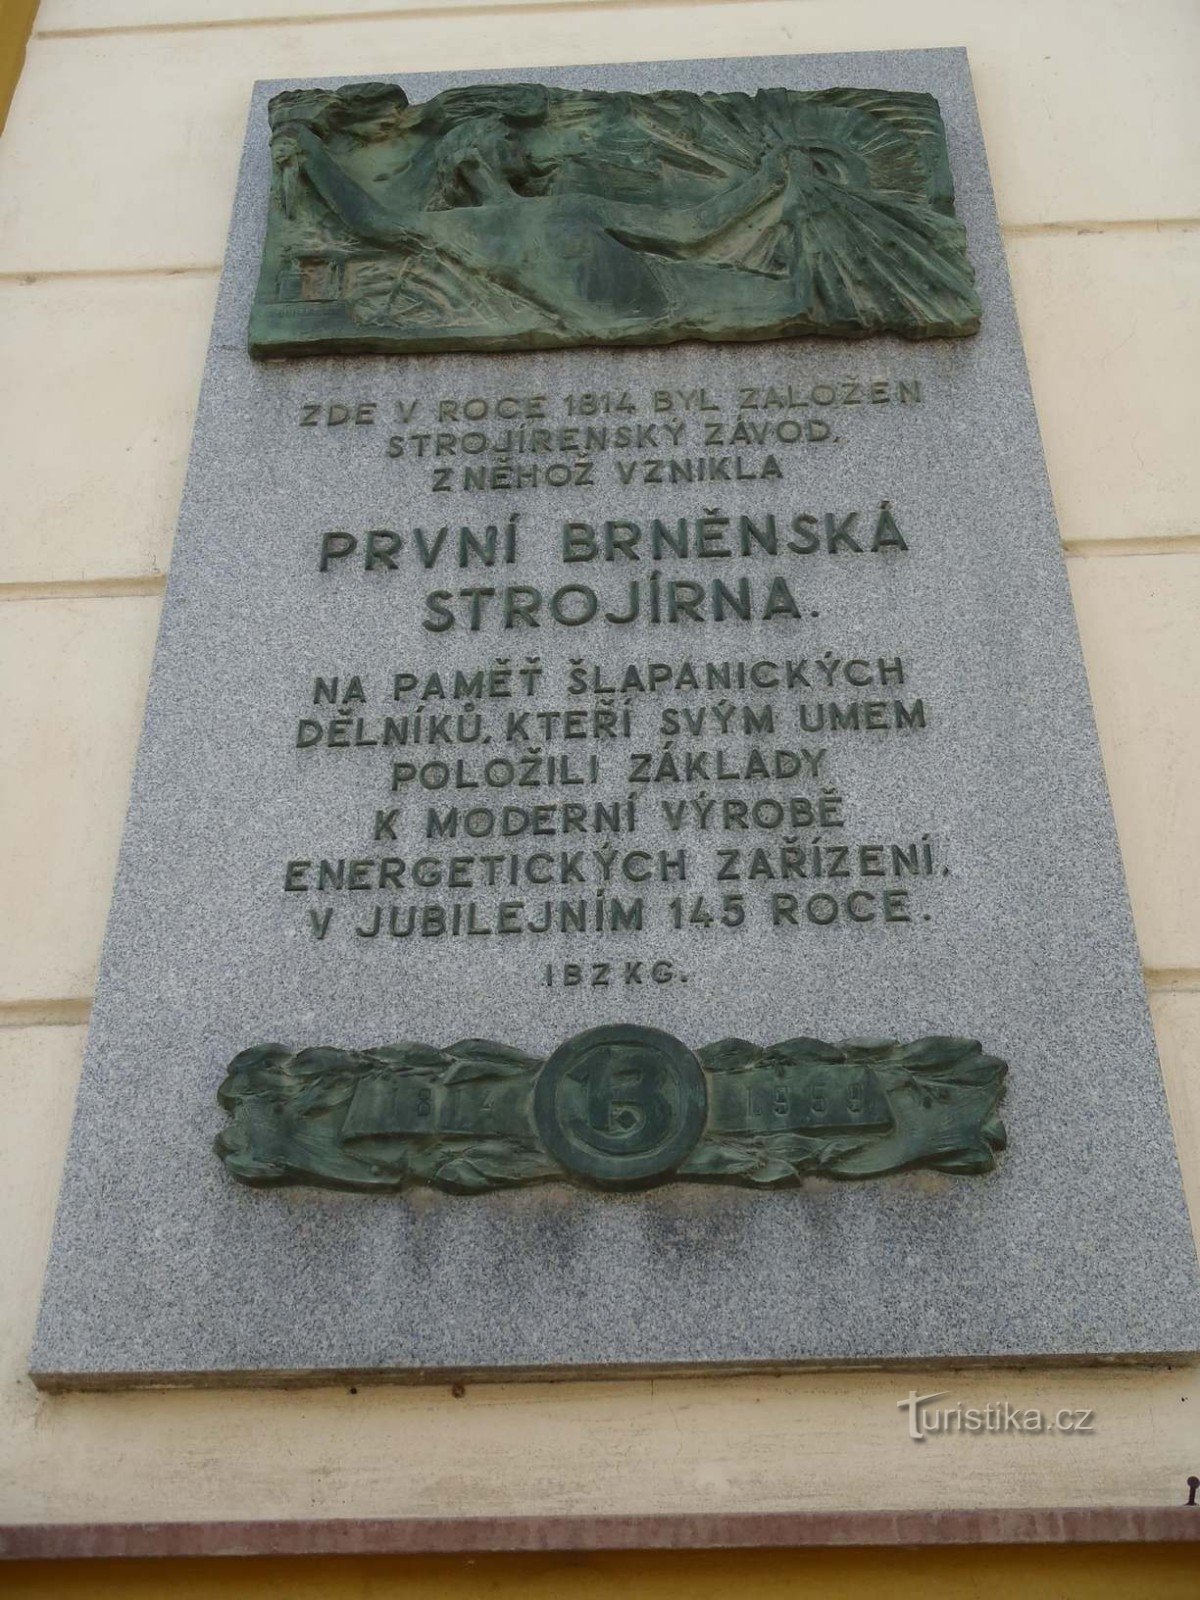 ZDE V ROCE 1814 BYL ZALOŽEN
STROJÍRENSKÝ ZÁVOD,
Z NĚHOŽ VZNIKLA
PRVNÍ BRNĚNSKÁ
STROJÍRNA.
NA PAMĚŤ ŠLAPANICKÝCH
DĚLNÍKŮ, KTEŘÍ SVÝM UMEM
POLOŽILI ZÁKLADY
K MODERNÍ VÝROBĚ
ENERGETICKÝCH ZAŘÍZENÍ.
V JUBILEJNÍM 145 ROCE.
IBZKG.
1814 1959
Turistika.cz